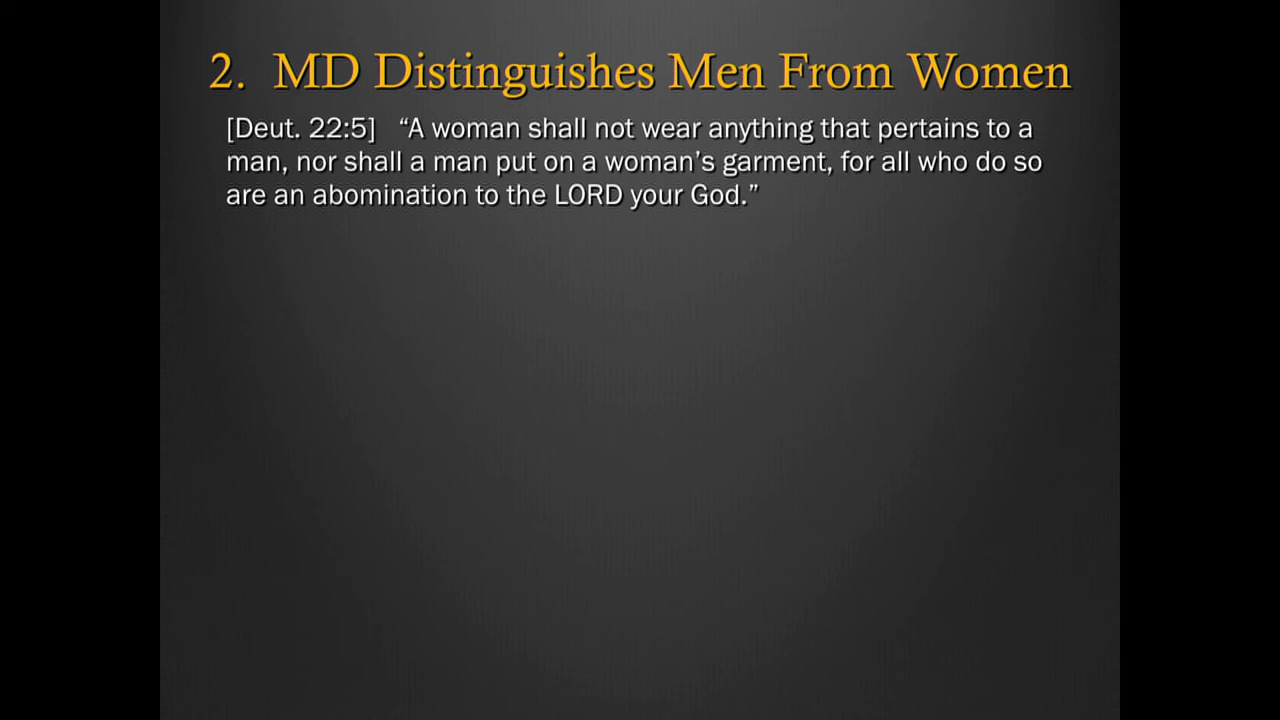 2. MD Distinguishes Men From Women
[Deut. 22:5] “A woman shall not wear anything that pertains to a
man, nor shall a man put on a woman’s garment, for all who do so
are an abomination to the LORD your God.”